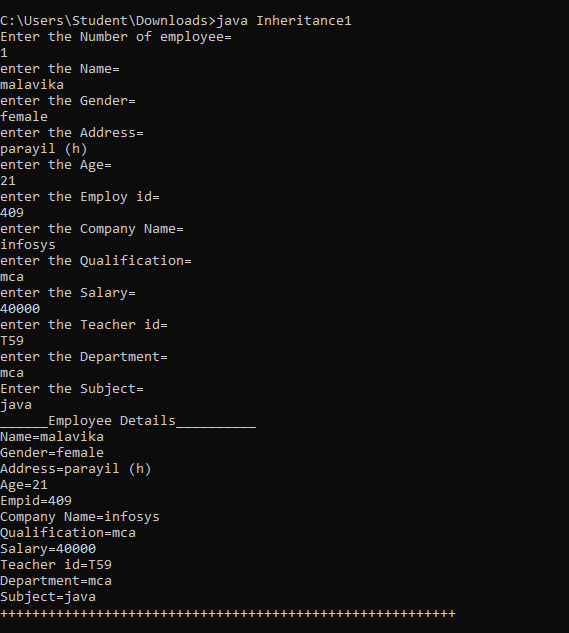 C:\Users\Student\Downloads>java Inheritance1
Enter the Number of employee=
1
enter the Name=
malavika
enter the Gender=
female
enter the Address=
parayil (h)
enter the Age=
21
enter the Employ id=
409
enter the Company Name=
infosys
enter the Qualification=
mca
enter the Salary=
40000
enter the Teacher id=
T59
enter the Department=
mca
Enter the Subject=
java
______Employee Details__________
Name=malavika
Gender=female
Address=parayil (h)
Age=21
Empid=409
Company Name=infosys
Qualification=mca
Salary=40000
Teacher id=T59
Department=mca
Subject=java
+++++++++++++++++++++++++++++++++++++++++++++++++++++++++